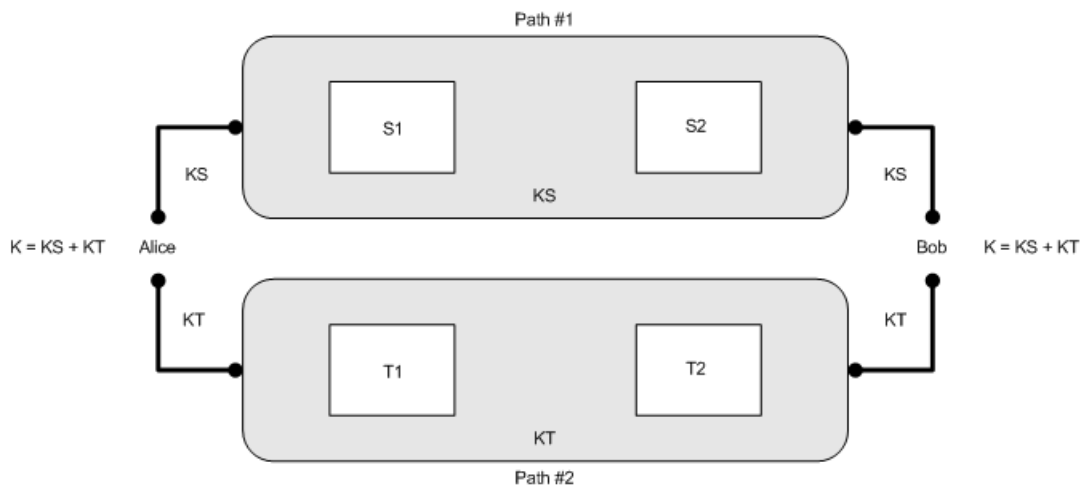 Path #1
S1
S2
KS
KS
KS
K = KS + KT
Alice
Bob
K = KS + KT
KT
KT
T1
T2
KT
Path #2